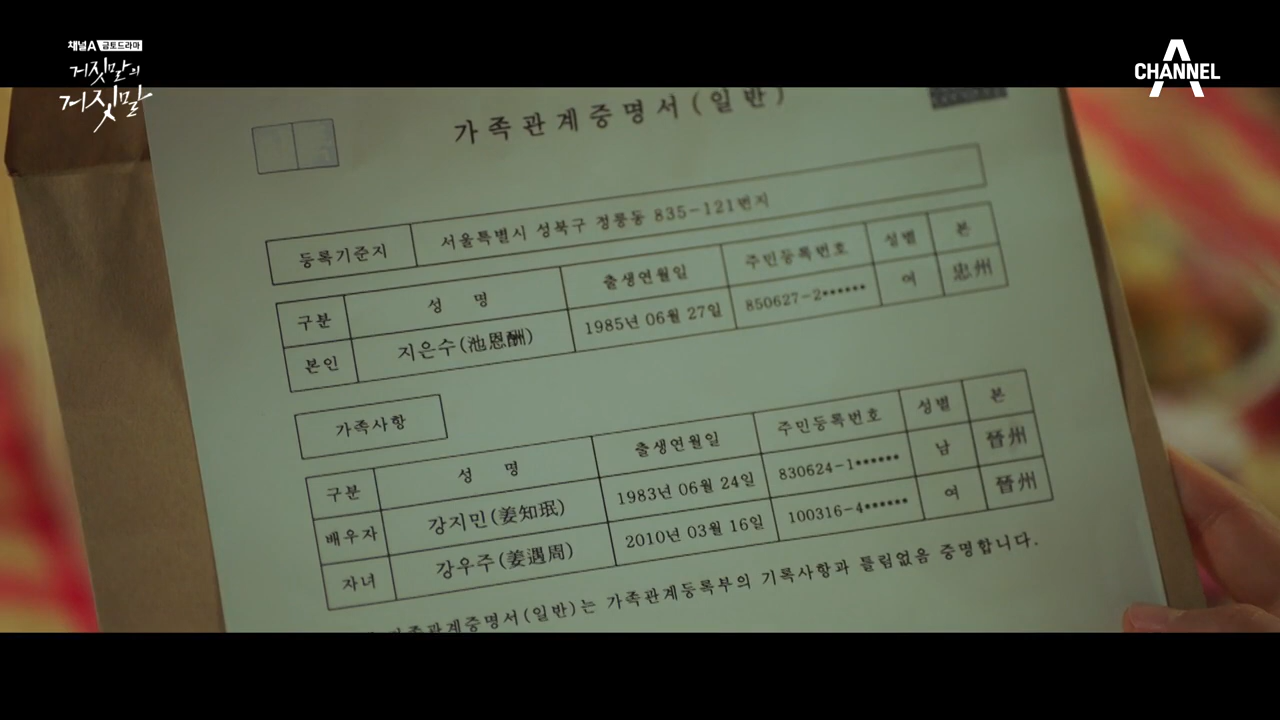 채널A 금토드라마
거짓말의
거짓말
CHANNEL A
가족관계증명서(일반)
등록기준지 서울특별시 성북구 정릉동 835-121번지
구분 성 명 출생연월일 주민등록번호 성별 본
본인 지은수(池恩酬) 1985년 06월 27일 850627-2****** 여 忠州
가족사항
구분 성 명 출생연월일 주민등록번호 성별 본
배우자 강지민(姜知珉) 1983년 06월 24일 830624-1****** 남 晉州
자녀 강우주(姜遇周) 2010년 03월 16일 100316-4****** 여 晉州
가족관계증명서(일반)는 가족관계등록부의 기록사항과 틀림없음 증명합니다.